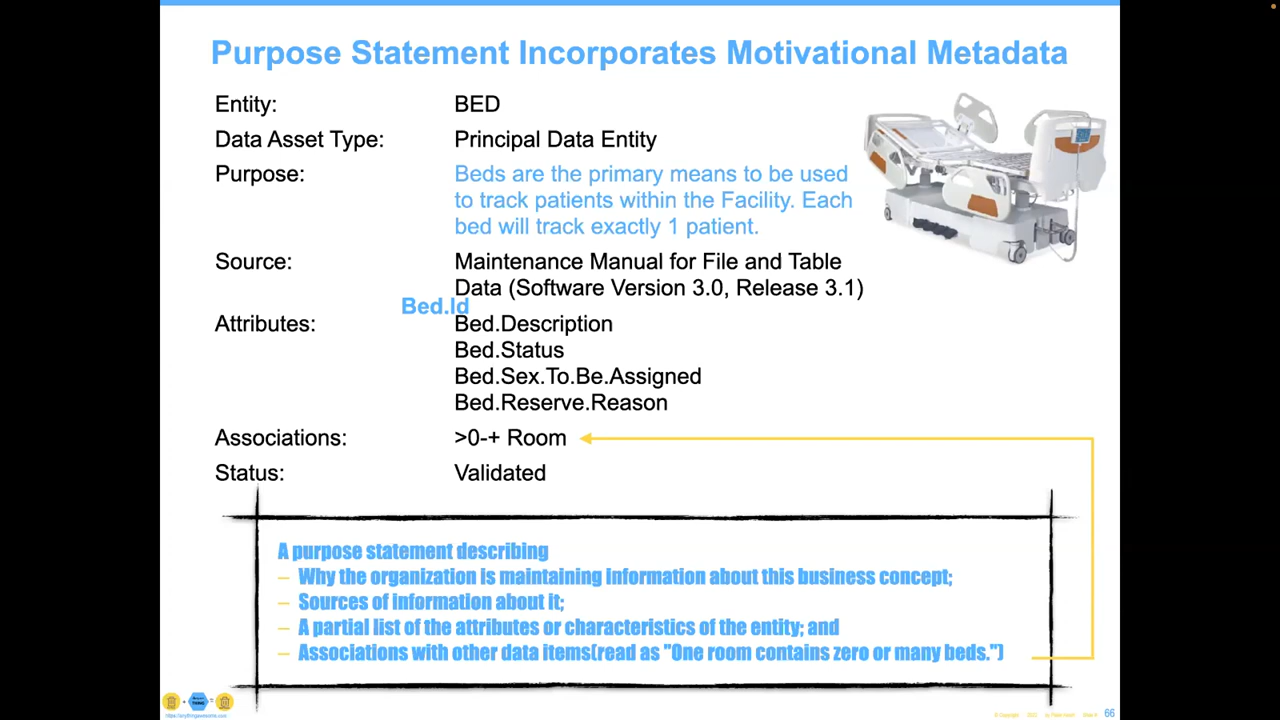 Purpose Statement Incorporates Motivational Metadata
Entity: BED
Data Asset Type: Principal Data Entity
Purpose: Beds are the primary means to be used
to track patients within the Facility. Each
bed will track exactly 1 patient.
Source: Maintenance Manual for File and Table
Data (Software Version 3.0, Release 3.1)
Bed.Id
Attributes: Bed.Description
Bed.Status
Bed.Sex.To.Be.Assigned
Bed.Reserve.Reason
Associations: >0-+ Room
Status: Validated
A purpose statement describing
– Why the organization is maintaining information about this business concept;
– Sources of information about it;
– A partial list of the attributes or characteristics of the entity; and
– Associations with other data items(read as "One room contains zero or many beds.")
https://anythingawesome.com/
66